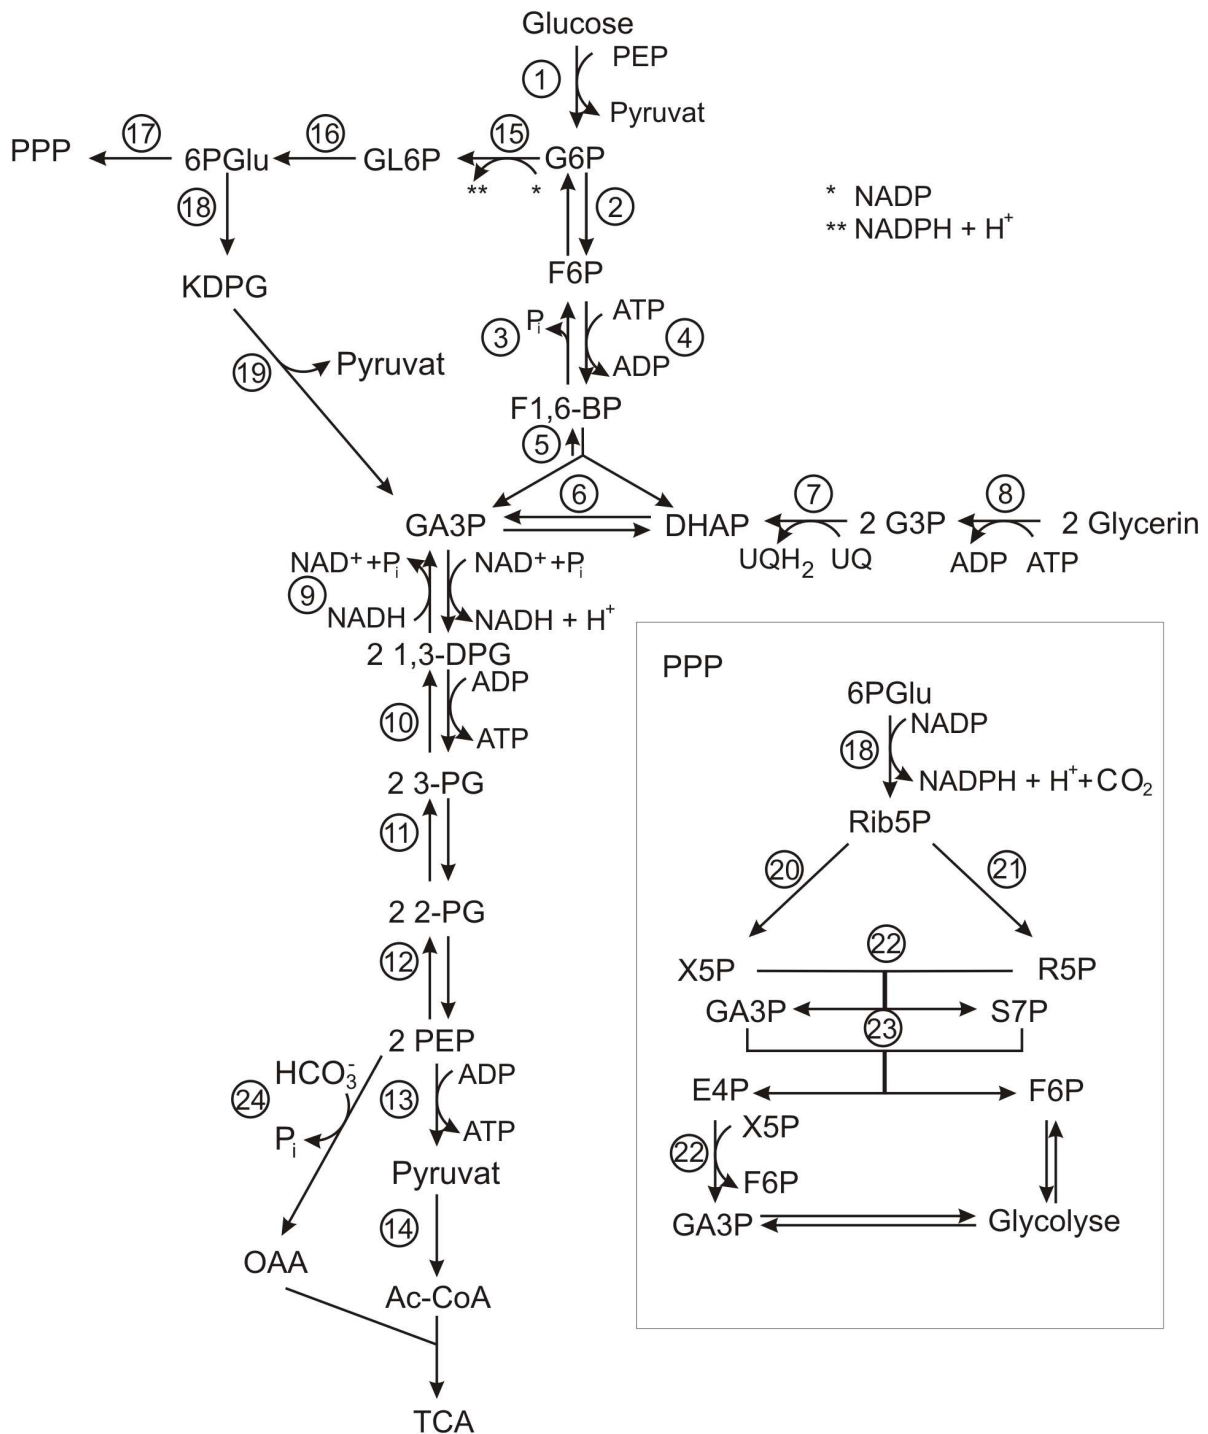 Glucose
PEP
1
Pyruvat
PPP
17
6PGlu
16
GL6P
15
G6P
** *
18
2
* NADP
** NADPH + H+
KDPG
F6P
3
Pi
ATP
4
ADP
19
Pyruvat
F1,6-BP
5
GA3P
6
DHAP
7
2 G3P
8
2 Glycerin
UQH2 UQ
ADP ATP
NAD+ +Pi
NAD+ +Pi
9
NADH
NADH + H+
2 1,3-DPG
ADP
10
ATP
2 3-PG
11
2 2-PG
12
2 PEP
HCO3-
24
Pi
13
ADP
ATP
Pyruvat
14
OAA
Ac-CoA
TCA
PPP
6PGlu
NADP
18
NADPH + H+ +CO2
Rib5P
20
21
22
X5P
R5P
GA3P
S7P
23
E4P
F6P
X5P
22
F6P
GA3P
Glycolyse